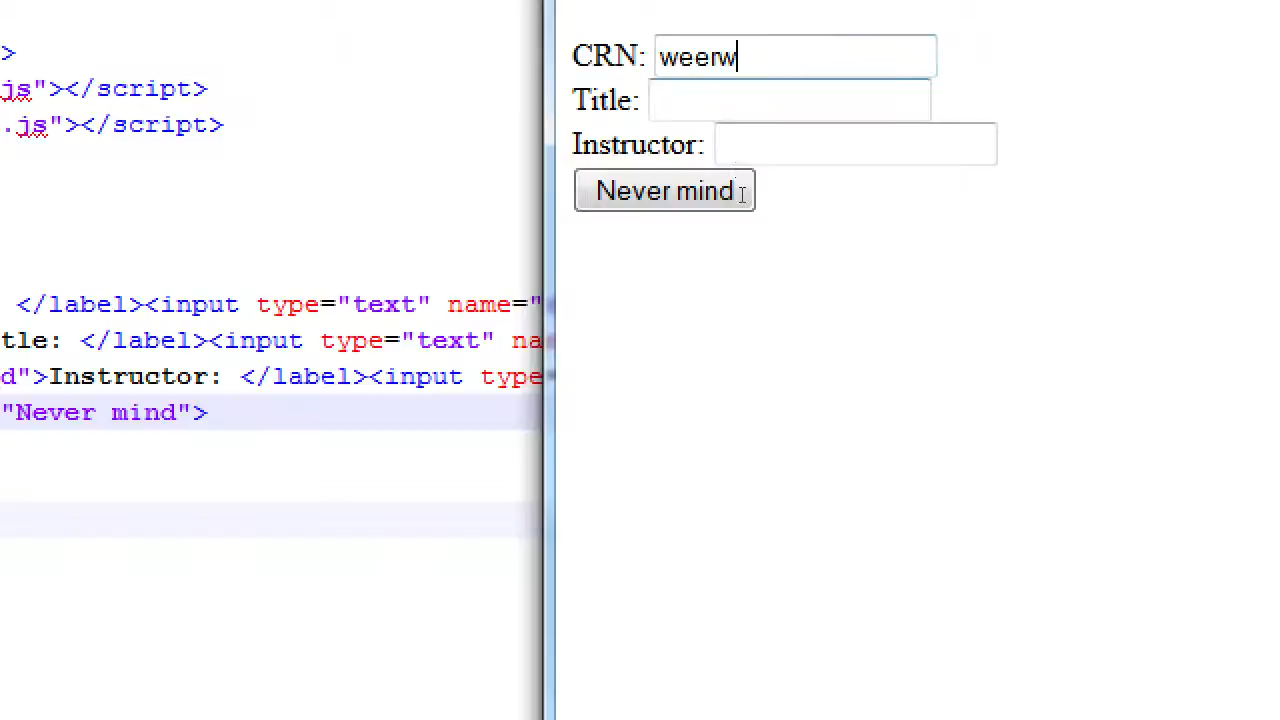 >
js"></script>
.js"></script>
</label><input type="text" name="
tle: </label><input type="text" na
d">Instructor: </label><input type=
"Never mind">
CRN: weerw
Title:
Instructor:
Never mind